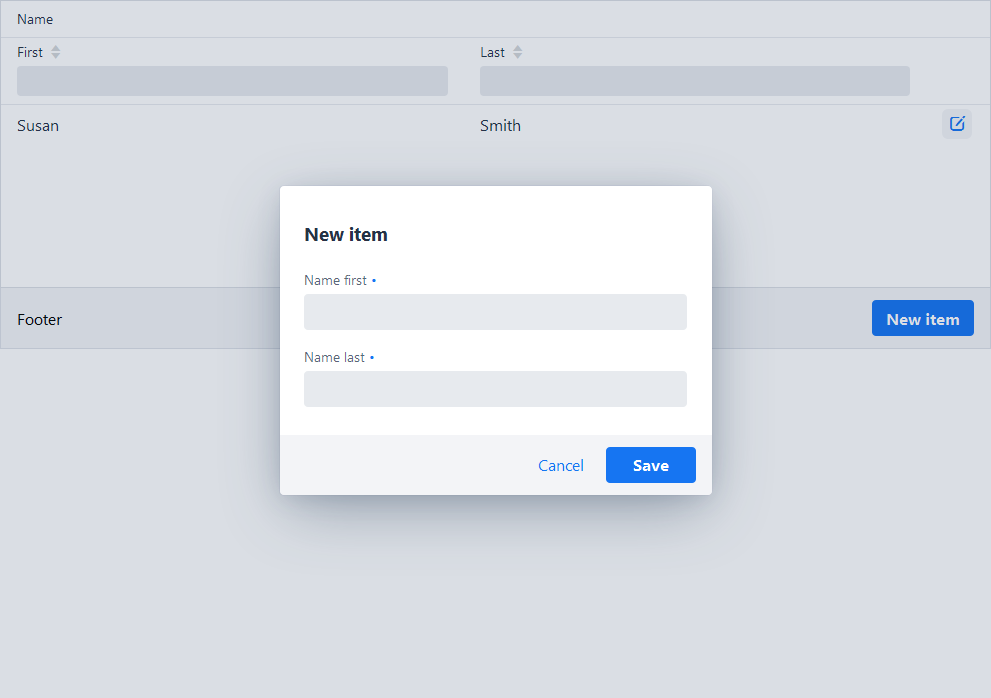 Name
First Last
Susan Smith
New item
Name first •
Name last •
Footer New item
Cancel Save